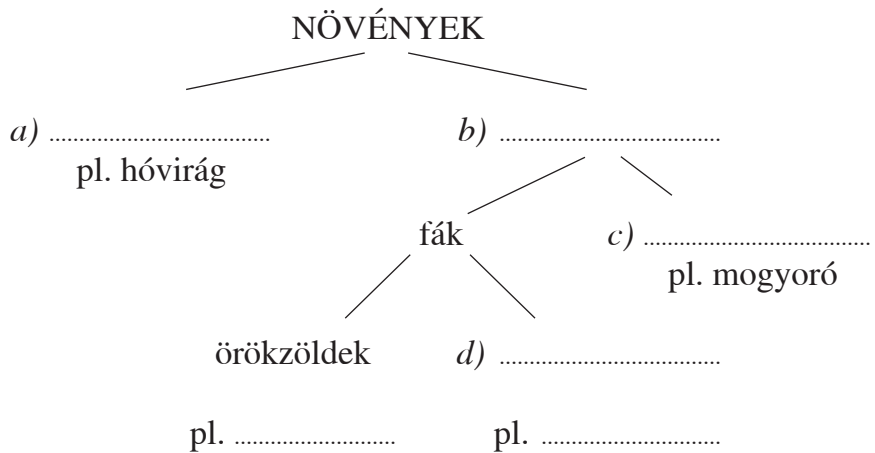 NÖVÉNYEK
a) ..................................... b) .....................................
pl. hóvirág
fák c) ......................................
pl. mogyoró
örökzöldek d) .....................................
pl. ........................... pl. ..............................